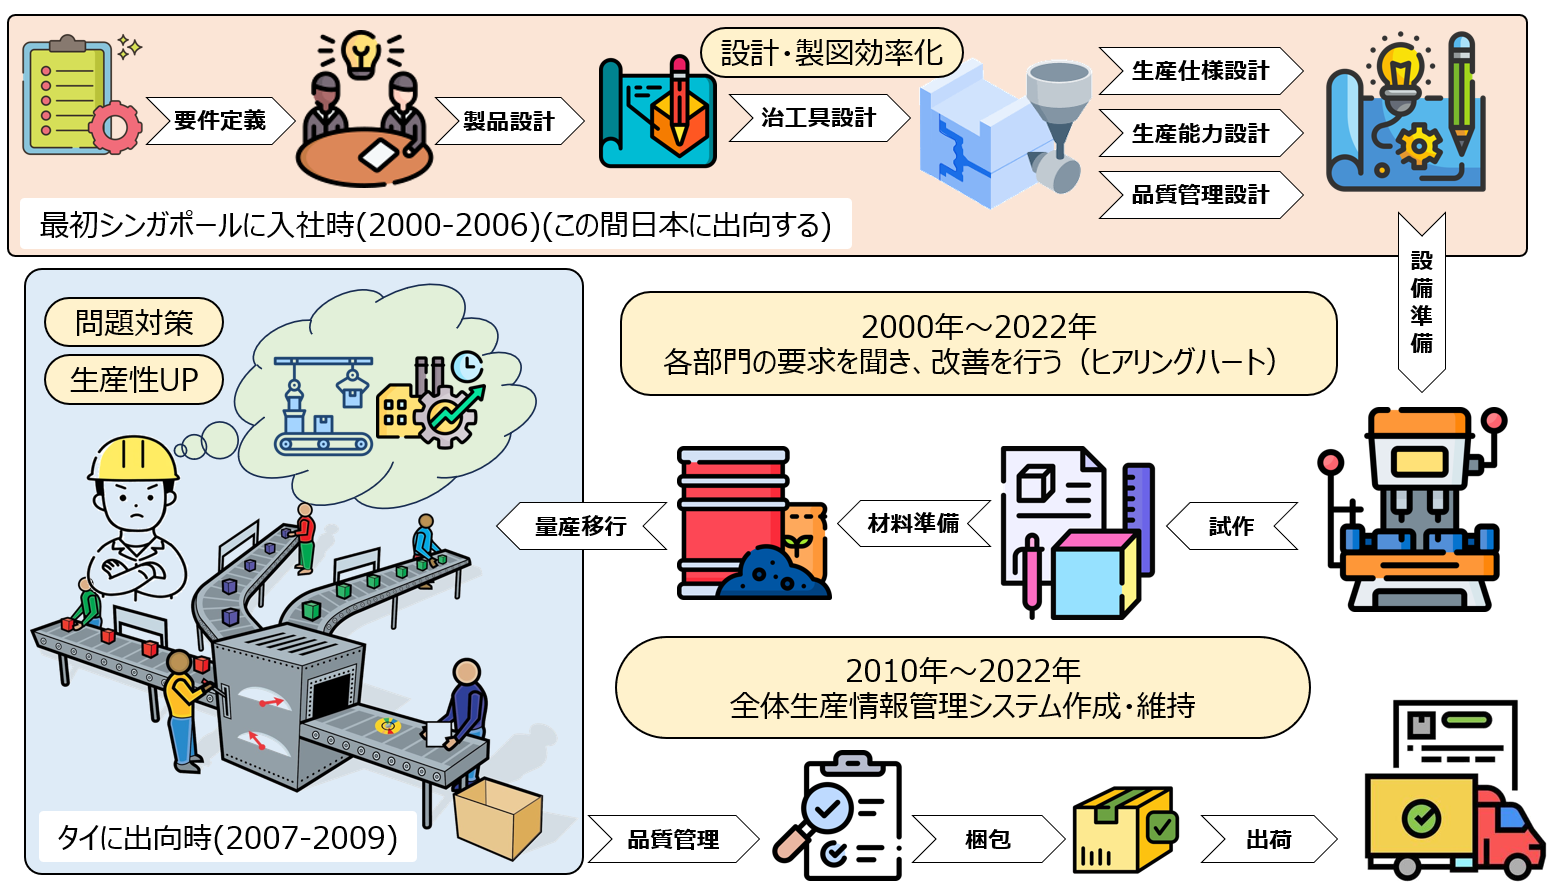 設計・製図効率化
要件定義
製品設計
治工具設計
生産仕様設計
生産能力設計
品質管理設計
最初シンガポールに入社時(2000-2006)(この間日本に出向する)
設備準備
問題対策
生産性UP
2000年～2022年
各部門の要求を聞き、改善を行う（ヒアリングハート）
試作
材料準備
量産移行
2010年～2022年
全体生産情報管理システム作成・維持
タイに出向時(2007-2009)
品質管理
梱包
出荷